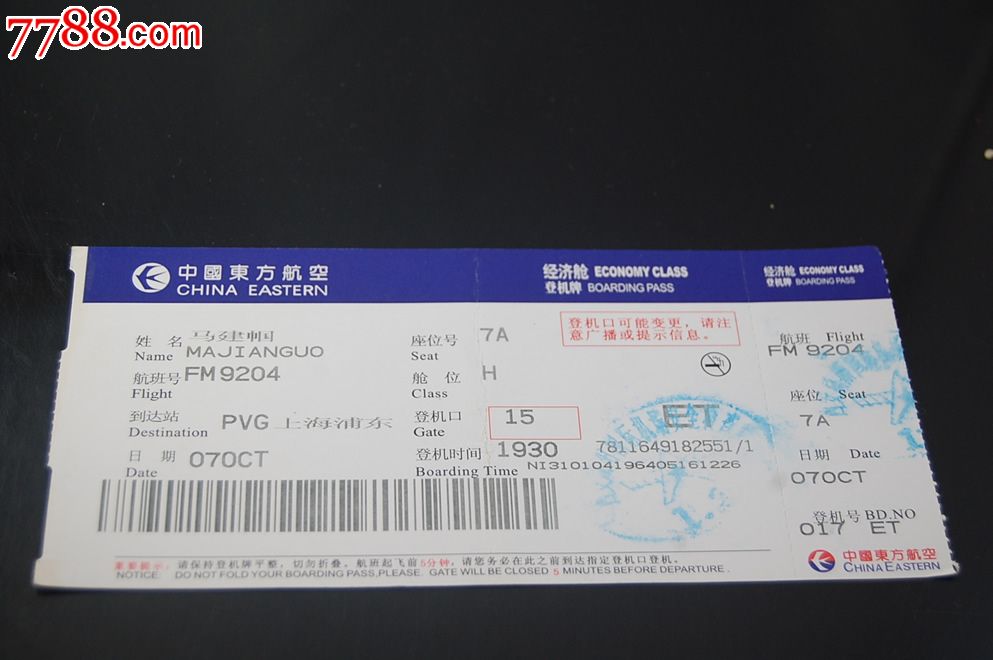 7788.com
中國東方航空
CHINA EASTERN
经济舱 ECONOMY CLASS
登机牌 BOARDING PASS
经济舱 ECONOMY CLASS
登机牌 BOARDING PASS
姓 名 马建帼
Name MAJIANGUO
航班号 FM9204
Flight
到达站 PVG 上海浦东
Destination
日 期 07OCT
Date
座位号 7A
Seat
舱 位 H
Class
登机口 15
Gate
登机时间 1930
Boarding Time
登机口可能变更，请注
意广播或提示信息。
ET
7811649182551/1
NI310104196405161226
航班 Flight
FM 9204
座位 Seat
7A
日期 Date
07OCT
登机号 BD.NO
017 ET
中國東方航空
CHINA EASTERN
重要提示：请保持登机牌平整，切勿折叠。航班起飞前5分钟，请您务必在此之前到达指定登机口登机。
NOTICE: DO NOT FOLD YOUR BOARDING PASS,PLEASE. GATE WILL BE CLOSED 5 MINUTES BEFORE DEPARTURE.